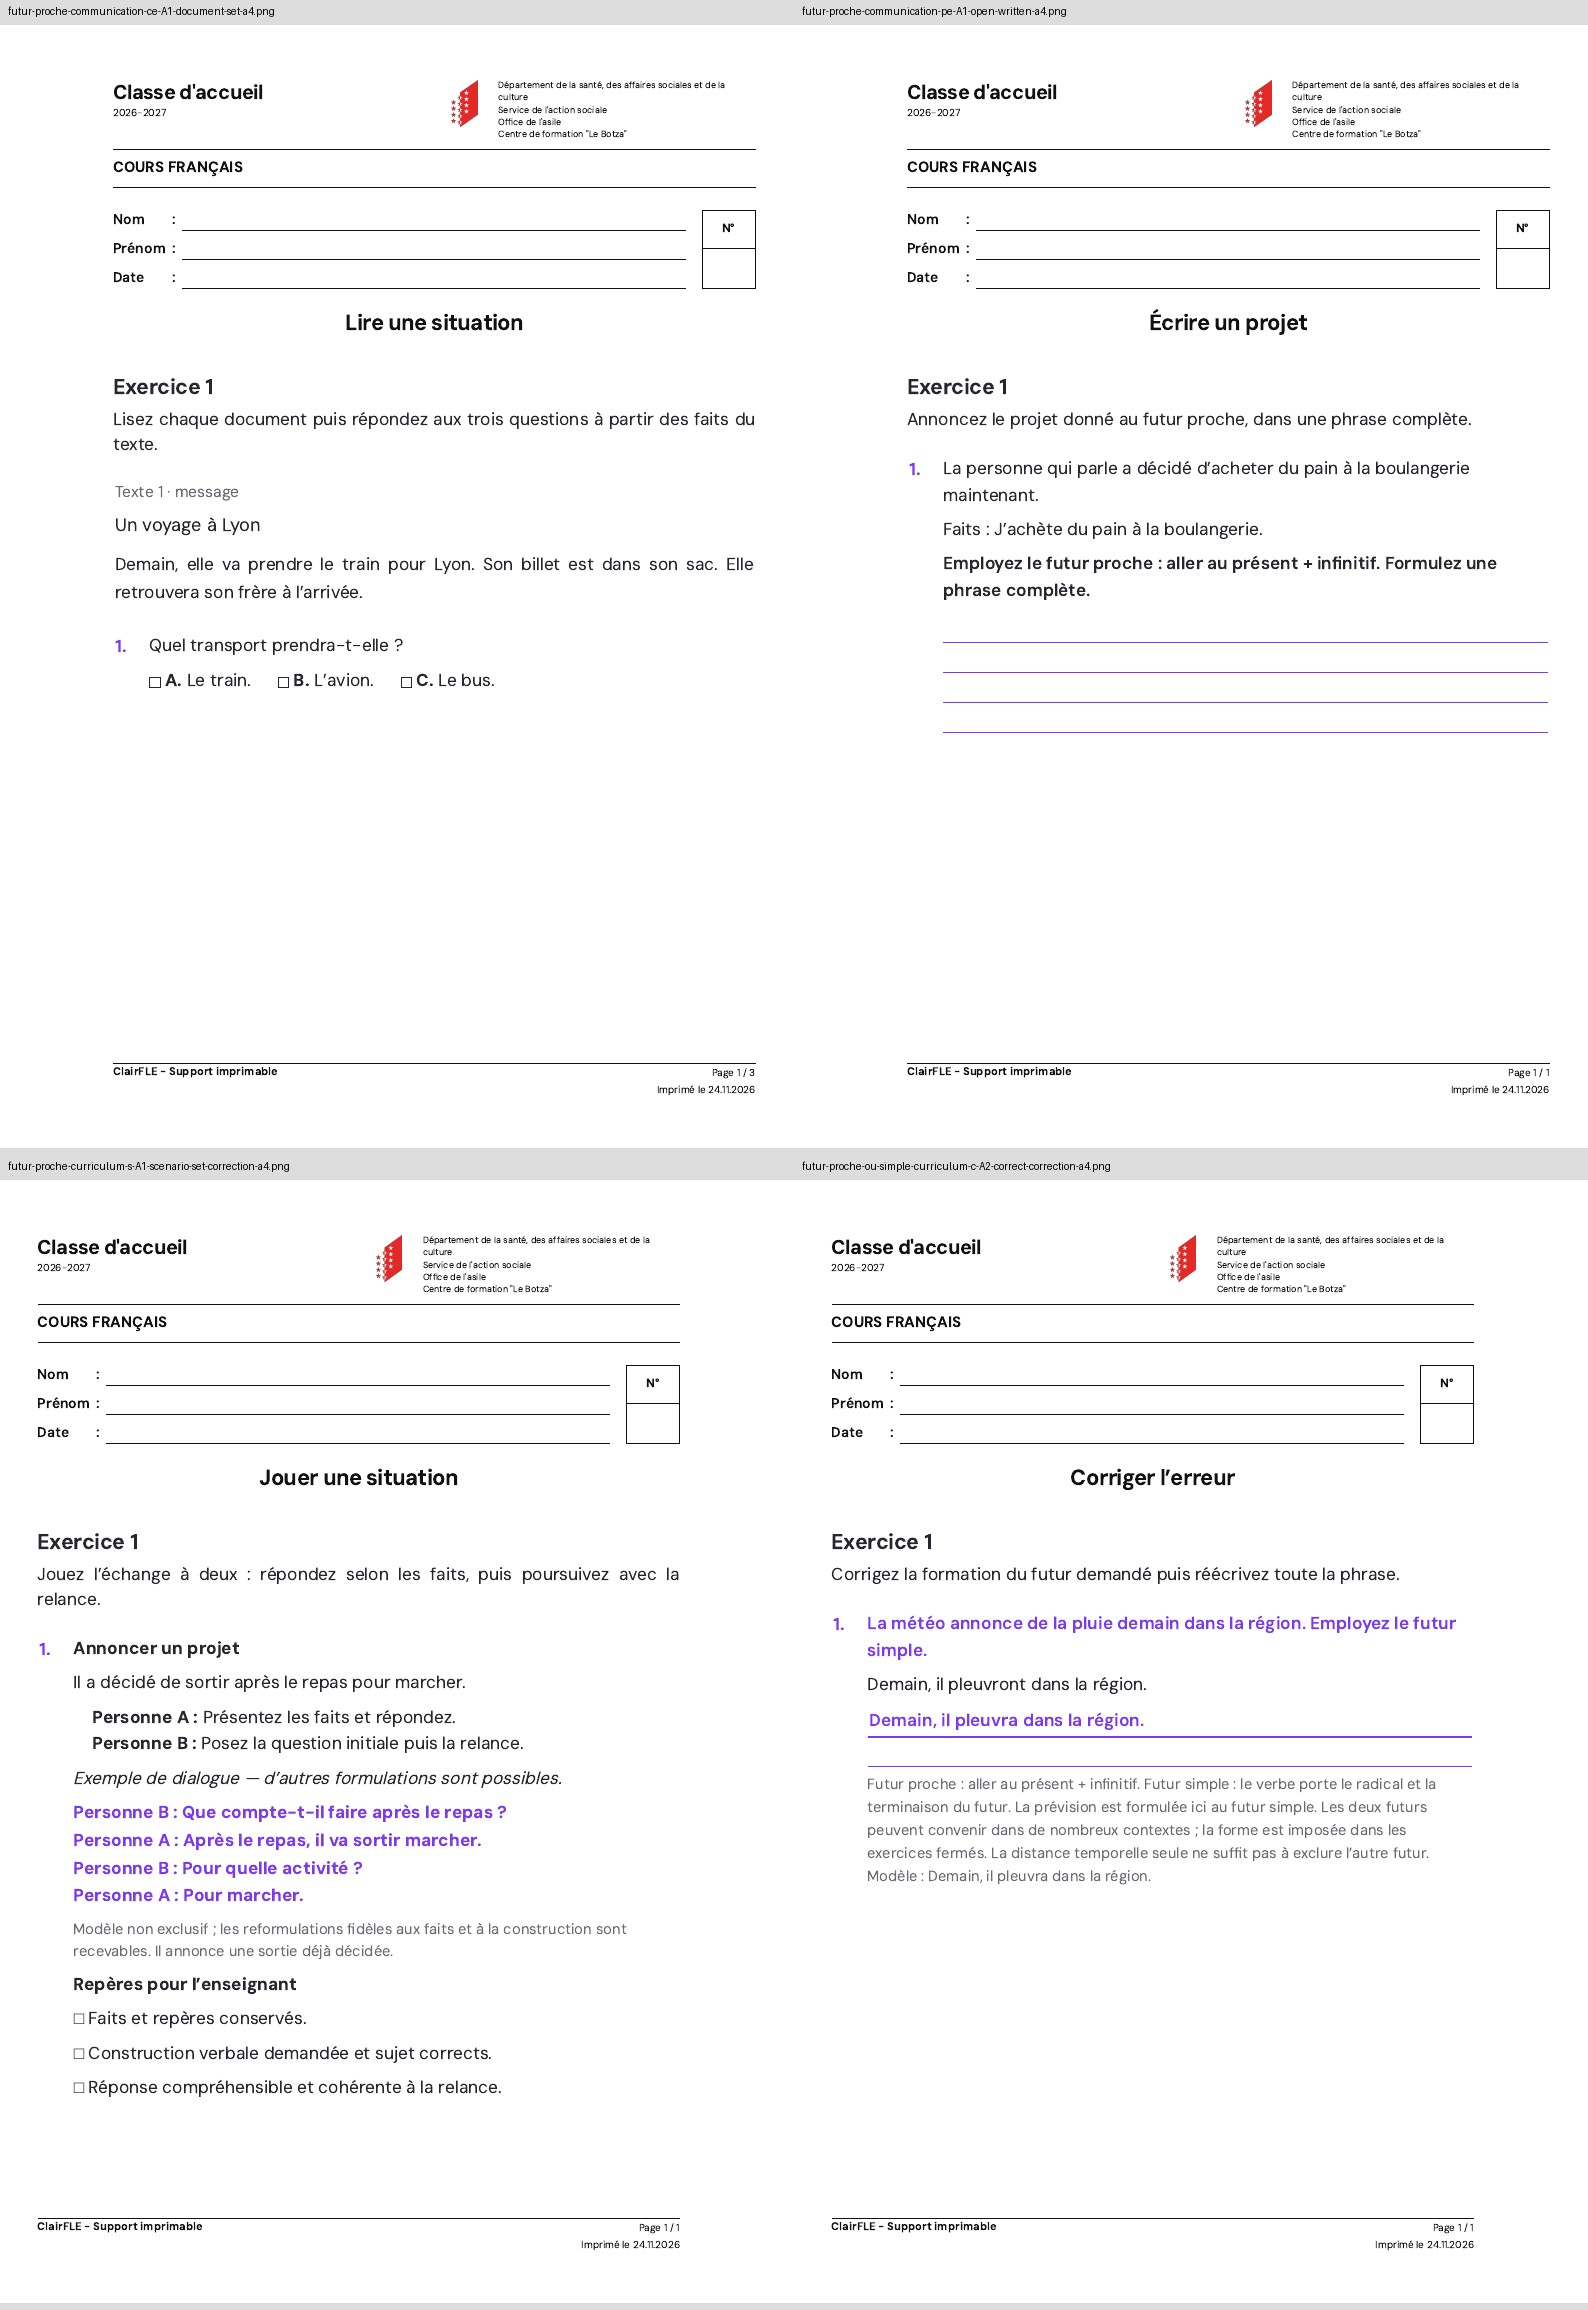 futur-proche-communication-ce-A1-document-set-a4.png
Classe d'accueil
2026-2027
Département de la santé, des affaires sociales et de la
culture
Service de l'action sociale
Office de l'asile
Centre de formation "Le Botza"
COURS FRANÇAIS
Nom :
Prénom :
Date :
N°
Lire une situation
Exercice 1
Lisez chaque document puis répondez aux trois questions à partir des faits du
texte.
Texte 1 · message
Un voyage à Lyon
Demain, elle va prendre le train pour Lyon. Son billet est dans son sac. Elle
retrouvera son frère à l’arrivée.
1. Quel transport prendra-t-elle ?
☐ A. Le train. ☐ B. L’avion. ☐ C. Le bus.
ClairFLE - Support imprimable
Page 1 / 3
Imprimé le 24.11.2026
futur-proche-communication-pe-A1-open-written-a4.png
Classe d'accueil
2026-2027
Département de la santé, des affaires sociales et de la
culture
Service de l'action sociale
Office de l'asile
Centre de formation "Le Botza"
COURS FRANÇAIS
Nom :
Prénom :
Date :
N°
Écrire un projet
Exercice 1
Annoncez le projet donné au futur proche, dans une phrase complète.
1. La personne qui parle a décidé d’acheter du pain à la boulangerie
maintenant.
Faits : J’achète du pain à la boulangerie.
Employez le futur proche : aller au présent + infinitif. Formulez une
phrase complète.
ClairFLE - Support imprimable
Page 1 / 1
Imprimé le 24.11.2026
futur-proche-curriculum-s-A1-scenario-set-correction-a4.png
Classe d'accueil
2026-2027
Département de la santé, des affaires sociales et de la
culture
Service de l'action sociale
Office de l'asile
Centre de formation "Le Botza"
COURS FRANÇAIS
Nom :
Prénom :
Date :
N°
Jouer une situation
Exercice 1
Jouez l’échange à deux : répondez selon les faits, puis poursuivez avec la
relance.
1. Annoncer un projet
Il a décidé de sortir après le repas pour marcher.
Personne A : Présentez les faits et répondez.
Personne B : Posez la question initiale puis la relance.
Exemple de dialogue — d’autres formulations sont possibles.
Personne B : Que compte-t-il faire après le repas ?
Personne A : Après le repas, il va sortir marcher.
Personne B : Pour quelle activité ?
Personne A : Pour marcher.
Modèle non exclusif ; les reformulations fidèles aux faits et à la construction sont
recevables. Il annonce une sortie déjà décidée.
Repères pour l’enseignant
☐ Faits et repères conservés.
☐ Construction verbale demandée et sujet corrects.
☐ Réponse compréhensible et cohérente à la relance.
ClairFLE - Support imprimable
Page 1 / 1
Imprimé le 24.11.2026
futur-proche-ou-simple-curriculum-c-A2-correct-correction-a4.png
Classe d'accueil
2026-2027
Département de la santé, des affaires sociales et de la
culture
Service de l'action sociale
Office de l'asile
Centre de formation "Le Botza"
COURS FRANÇAIS
Nom :
Prénom :
Date :
N°
Corriger l’erreur
Exercice 1
Corrigez la formation du futur demandé puis réécrivez toute la phrase.
1. La météo annonce de la pluie demain dans la région. Employez le futur
simple.
Demain, il pleuvront dans la région.
Demain, il pleuvra dans la région.
Futur proche : aller au présent + infinitif. Futur simple : le verbe porte le radical et la
terminaison du futur. La prévision est formulée ici au futur simple. Les deux futurs
peuvent convenir dans de nombreux contextes ; la forme est imposée dans les
exercices fermés. La distance temporelle seule ne suffit pas à exclure l’autre futur.
Modèle : Demain, il pleuvra dans la région.
ClairFLE - Support imprimable
Page 1 / 1
Imprimé le 24.11.2026